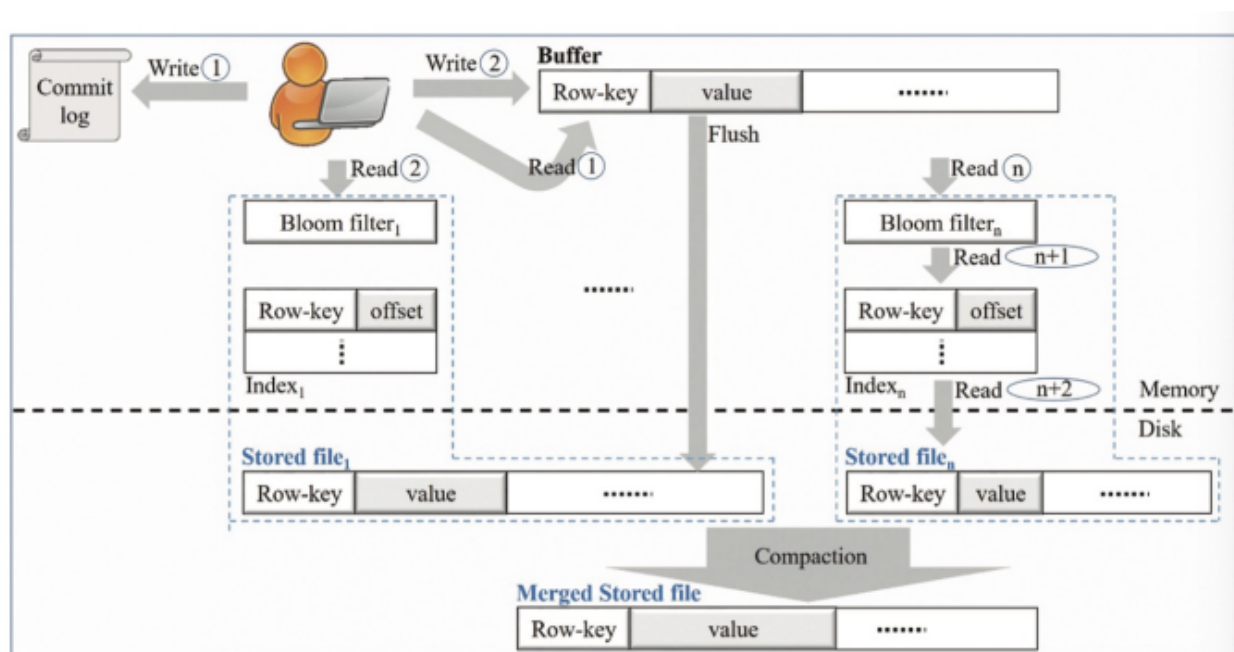 Commit
log
Write 1
Write 2
Buffer
Row-key value .......
Read 1
Flush
Read 2
Bloom filter1
Row-key offset
Index1
.......
Read n
Bloom filtern
Read n+1
Row-key offset
Indexn
Read n+2
Memory
Disk
Stored file1
Row-key value .......
Stored filen
Row-key value .......
Compaction
Merged Stored file
Row-key value .......